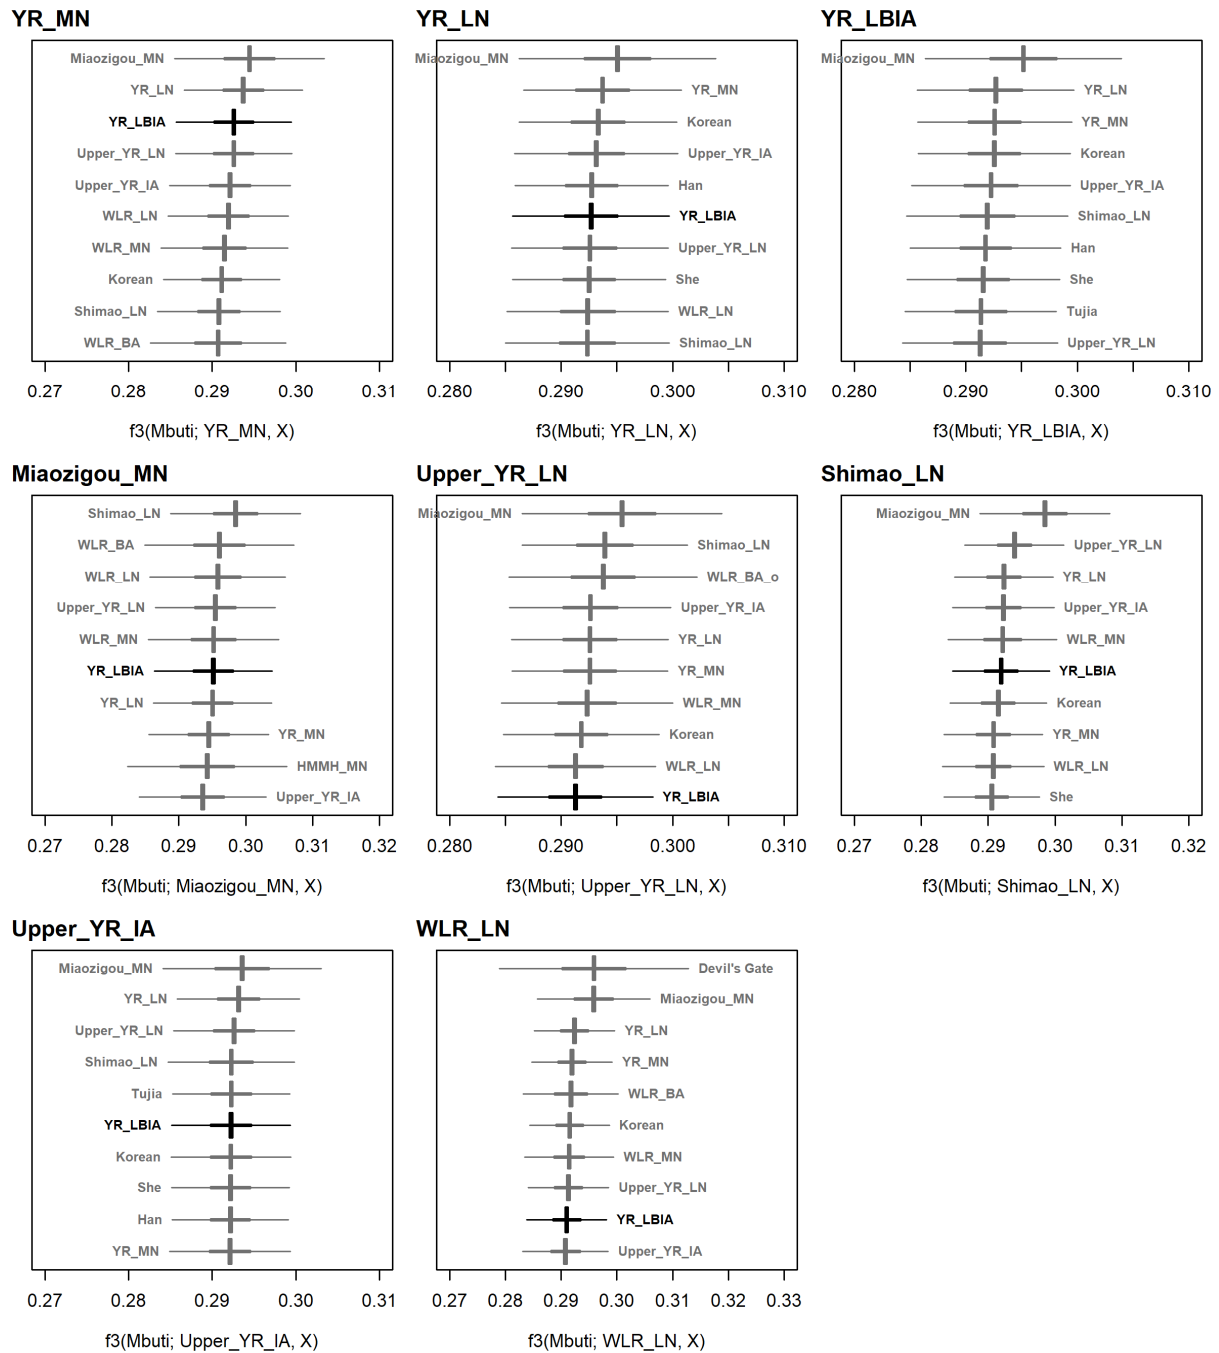 YR_MN
Miaozigou_MN
YR_LN
YR_LBIA
Upper_YR_LN
Upper_YR_IA
WLR_LN
WLR_MN
Korean
Shimao_LN
WLR_BA
0.27 0.28 0.29 0.30 0.31
f3(Mbuti; YR_MN, X)
YR_LN
Miaozigou_MN
YR_MN
Korean
Upper_YR_IA
Han
YR_LBIA
Upper_YR_LN
She
WLR_LN
Shimao_LN
0.280 0.290 0.300 0.310
f3(Mbuti; YR_LN, X)
YR_LBIA
Miaozigou_MN
YR_LN
YR_MN
Korean
Upper_YR_IA
Shimao_LN
Han
She
Tujia
Upper_YR_LN
0.280 0.290 0.300 0.310
f3(Mbuti; YR_LBIA, X)
Miaozigou_MN
Shimao_LN
WLR_BA
WLR_LN
Upper_YR_LN
WLR_MN
YR_LBIA
YR_LN
YR_MN
HMMH_MN
Upper_YR_IA
0.27 0.28 0.29 0.30 0.31 0.32
f3(Mbuti; Miaozigou_MN, X)
Upper_YR_LN
Miaozigou_MN
Shimao_LN
WLR_BA_o
Upper_YR_IA
YR_LN
YR_MN
WLR_MN
Korean
WLR_LN
YR_LBIA
0.280 0.290 0.300 0.310
f3(Mbuti; Upper_YR_LN, X)
Shimao_LN
Miaozigou_MN
Upper_YR_LN
YR_LN
Upper_YR_IA
WLR_MN
YR_LBIA
Korean
YR_MN
WLR_LN
She
0.27 0.28 0.29 0.30 0.31 0.32
f3(Mbuti; Shimao_LN, X)
Upper_YR_IA
Miaozigou_MN
YR_LN
Upper_YR_LN
Shimao_LN
Tujia
YR_LBIA
Korean
She
Han
YR_MN
0.27 0.28 0.29 0.30 0.31
f3(Mbuti; Upper_YR_IA, X)
WLR_LN
Devil's Gate
Miaozigou_MN
YR_LN
YR_MN
WLR_BA
Korean
WLR_MN
Upper_YR_LN
YR_LBIA
Upper_YR_IA
0.27 0.28 0.29 0.30 0.31 0.32 0.33
f3(Mbuti; WLR_LN, X)